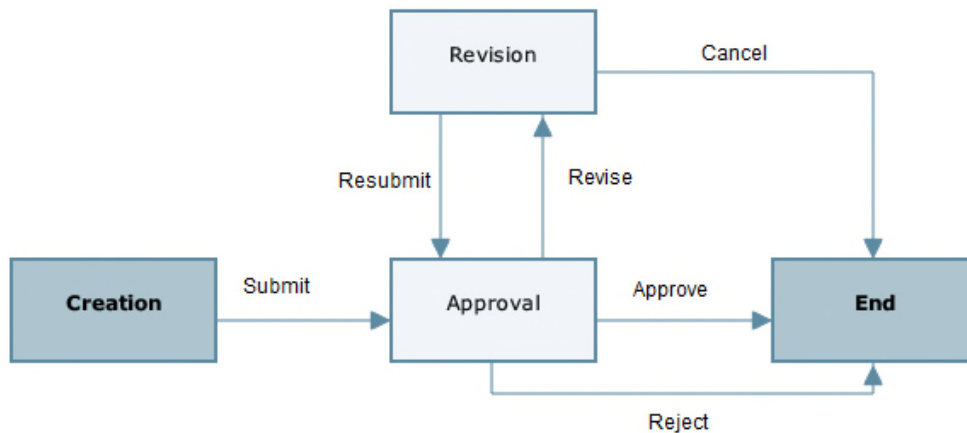 Revision
Cancel
Resubmit
Revise
Creation
Submit
Approval
Approve
End
Reject